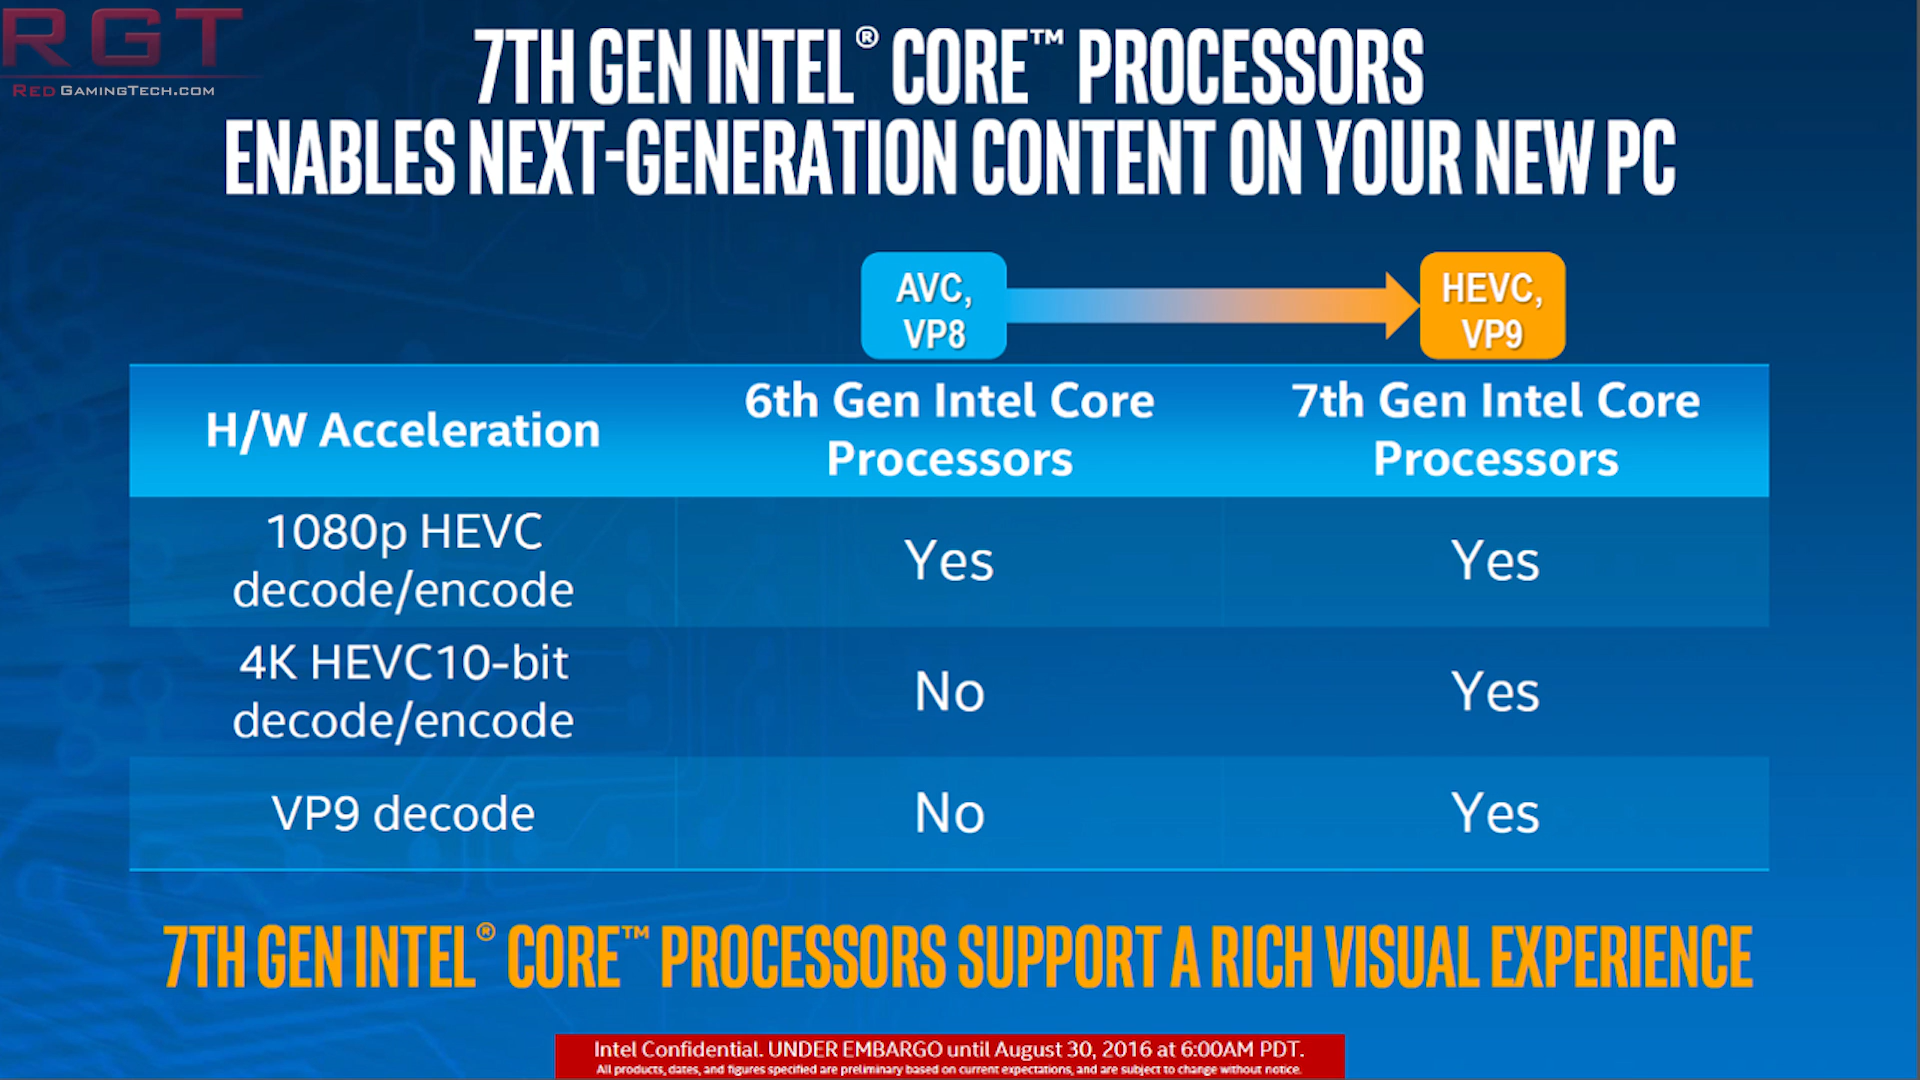 RGT
RED GAMINGTECH.COM
7TH GEN INTEL® CORE™ PROCESSORS
ENABLES NEXT-GENERATION CONTENT ON YOUR NEW PC
AVC,
VP8
HEVC,
VP9
H/W Acceleration
6th Gen Intel Core
Processors
7th Gen Intel Core
Processors
1080p HEVC
decode/encode
Yes
Yes
4K HEVC10-bit
decode/encode
No
Yes
VP9 decode
No
Yes
7TH GEN INTEL® CORE™ PROCESSORS SUPPORT A RICH VISUAL EXPERIENCE
Intel Confidential. UNDER EMBARGO until August 30, 2016 at 6:00AM PDT.
All products, dates, and figures specified are preliminary based on current expectations, and are subject to change without notice.